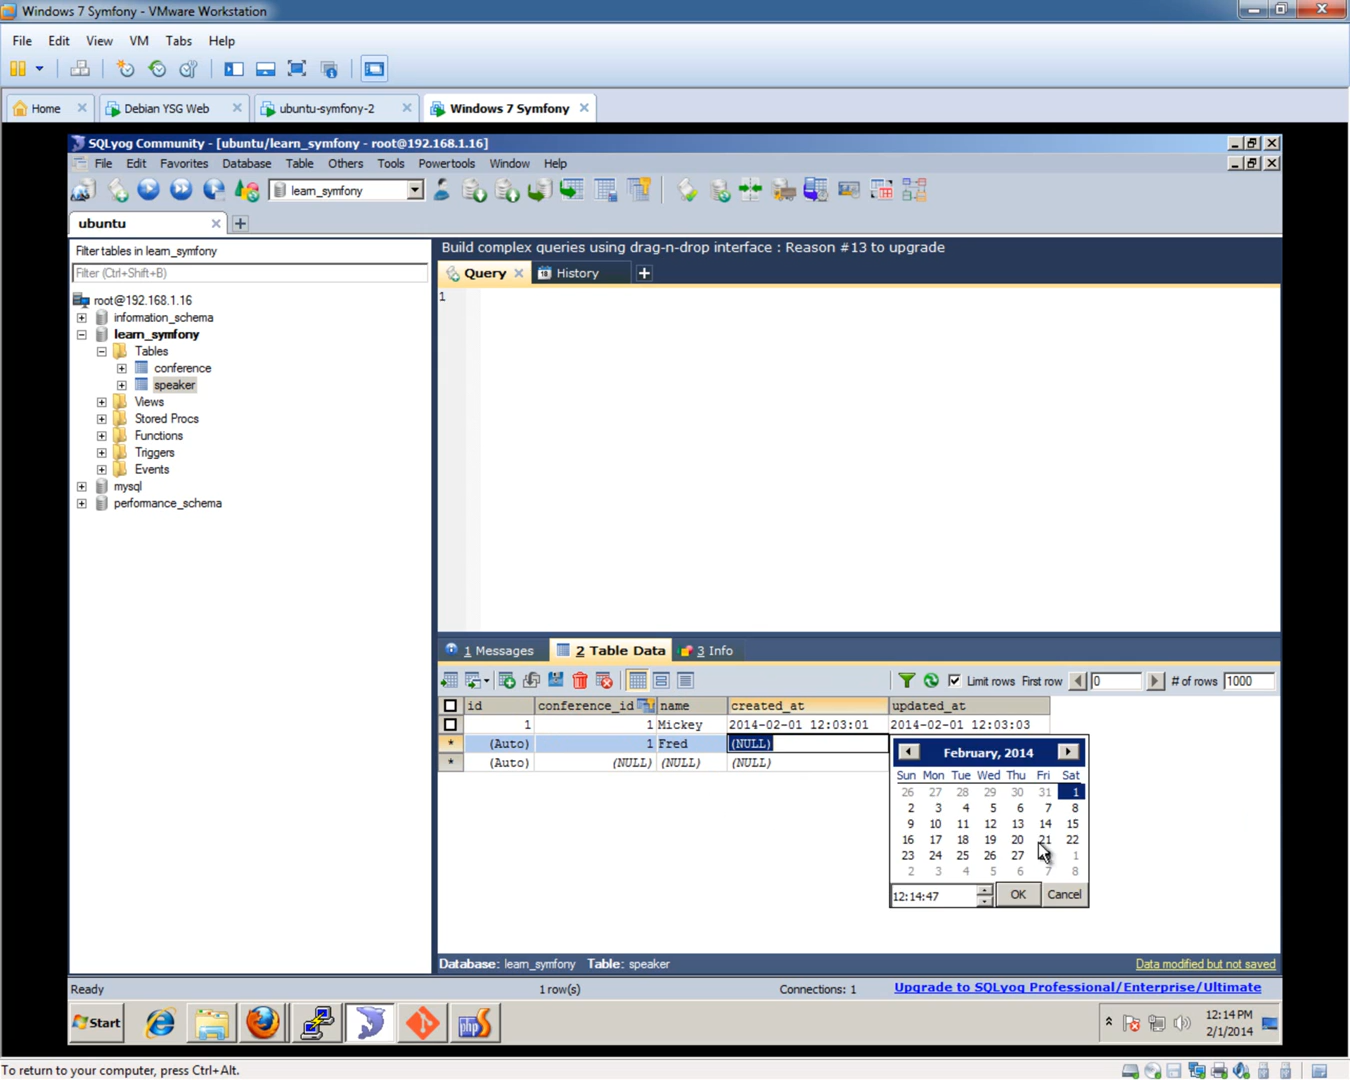 Windows 7 Symfony - VMware Workstation
File Edit View VM Tabs Help
Home Debian YSG Web ubuntu-symfony-2 Windows 7 Symfony
SQLyog Community - [ubuntu/learn_symfony - root@192.168.1.16]
File Edit Favorites Database Table Others Tools Powertools Window Help
learn_symfony
ubuntu
Filter tables in learn_symfony
Filter (Ctrl+Shift+B)
root@192.168.1.16
information_schema
learn_symfony
Tables
conference
speaker
Views
Stored Procs
Functions
Triggers
Events
mysql
performance_schema
Build complex queries using drag-n-drop interface : Reason #13 to upgrade
Query History
1
1 Messages 2 Table Data 3 Info
Limit rows First row 0 # of rows 1000
id conference_id name created_at updated_at
1 1 Mickey 2014-02-01 12:03:01 2014-02-01 12:03:03
* (Auto) 1 Fred (NULL)
* (Auto) (NULL) (NULL) (NULL)
February, 2014
Sun Mon Tue Wed Thu Fri Sat
26 27 28 29 30 31 1
2 3 4 5 6 7 8
9 10 11 12 13 14 15
16 17 18 19 20 21 22
23 24 25 26 27 1
2 3 4 5 6 7 8
12:14:47 OK Cancel
Database: learn_symfony Table: speaker Data modified but not saved
Ready 1 row(s) Connections: 1 Upgrade to SQLyog Professional/Enterprise/Ultimate
Start php 12:14 PM
2/1/2014
To return to your computer, press Ctrl+Alt.